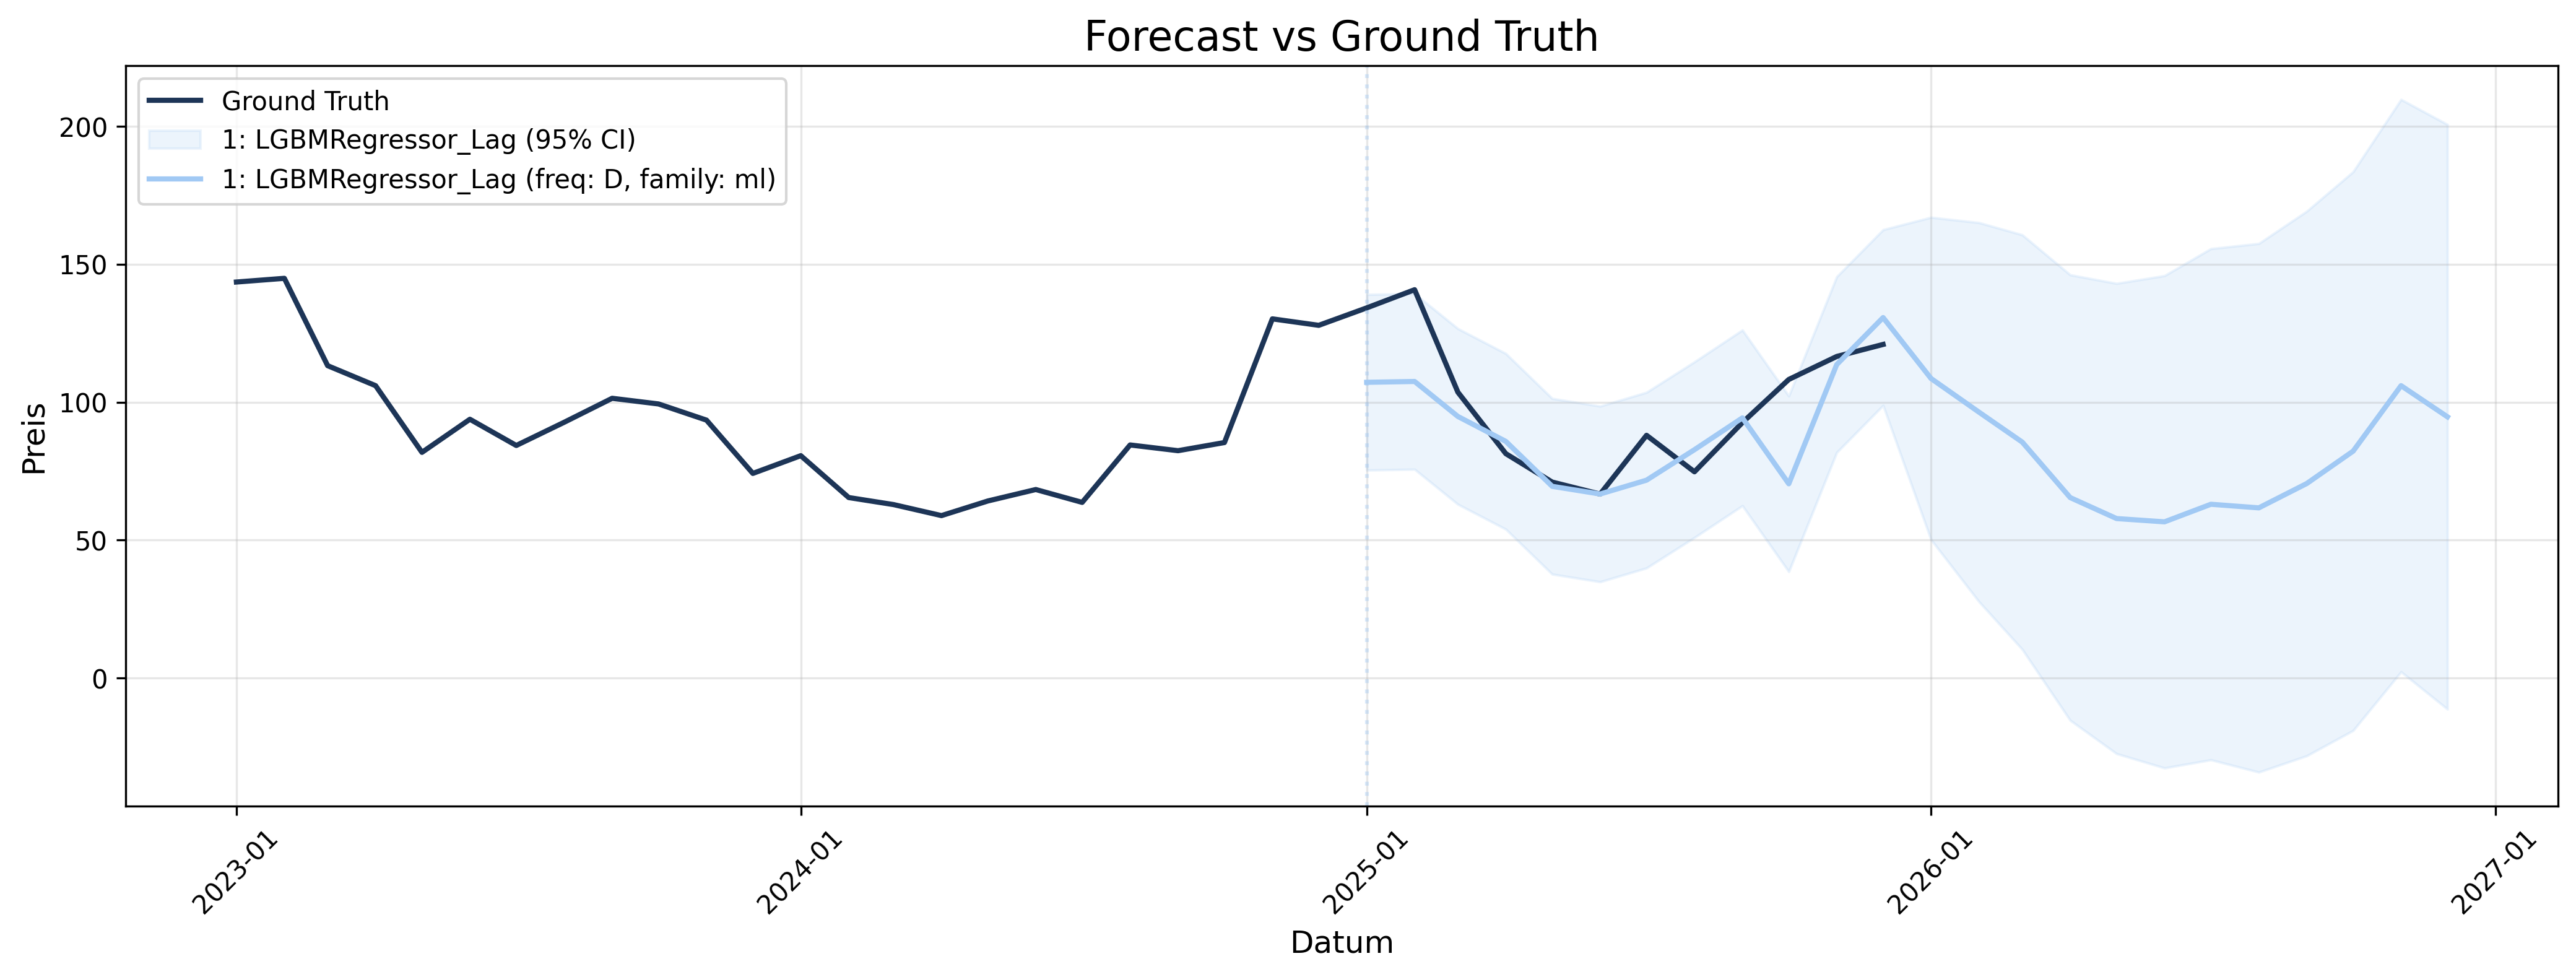 Forecast vs Ground Truth
Ground Truth
1: LGBMRegressor_Lag (95% CI)
1: LGBMRegressor_Lag (freq: D, family: ml)
Preis
200
150
100
50
0
2023-01
2024-01
2025-01
2026-01
2027-01
Datum